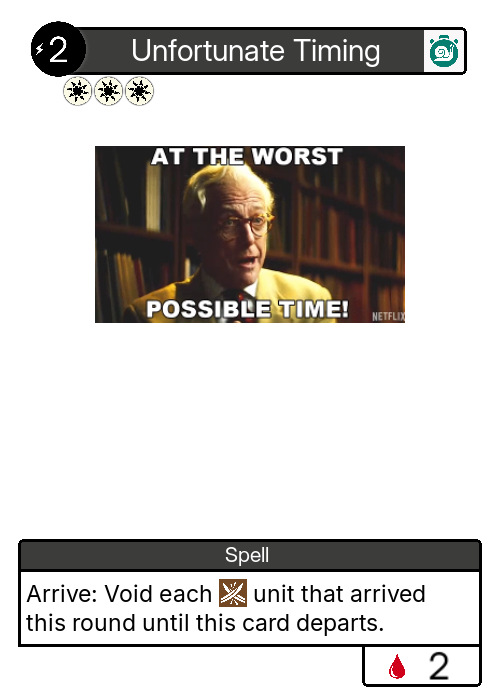 2 Unfortunate Timing
AT THE WORST
POSSIBLE TIME!
NETFLIX
Spell
Arrive: Void each unit that arrived
this round until this card departs.
2